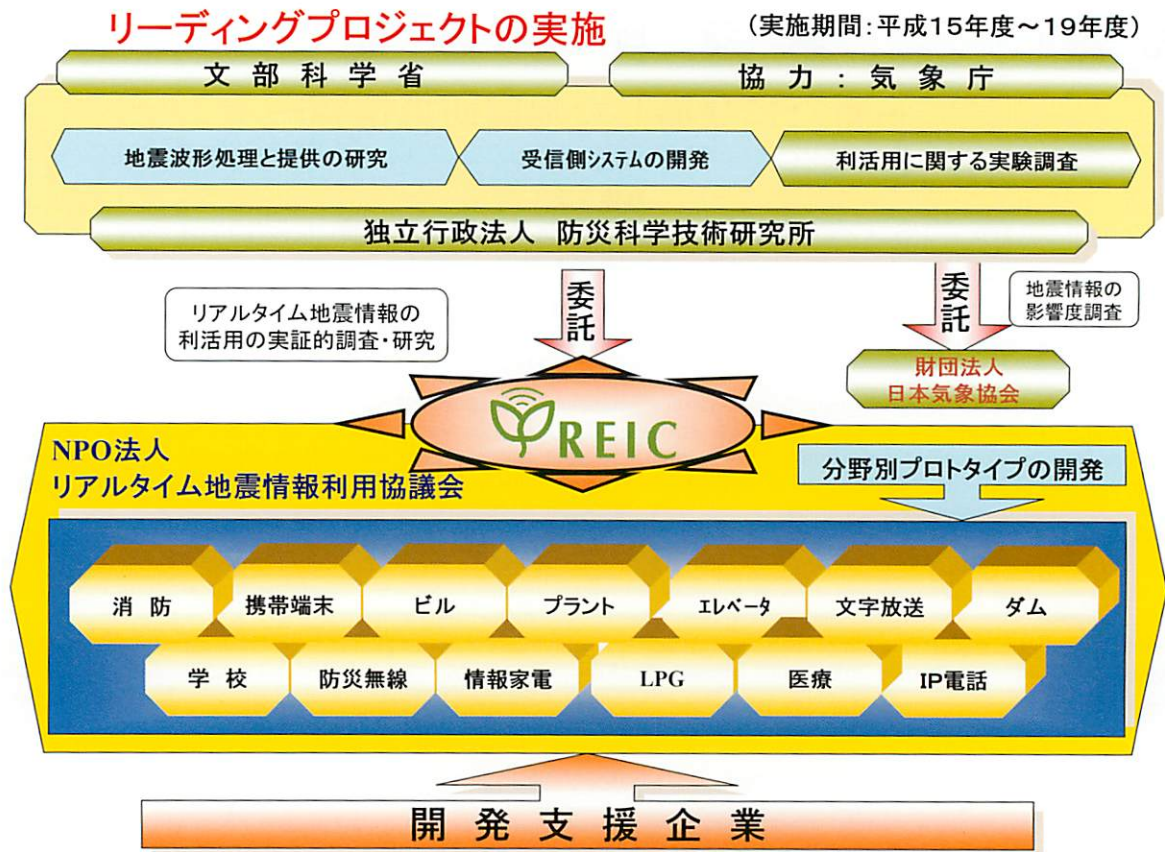 リーディングプロジェクトの実施
(実施期間:平成15年度~19年度)
文部科学省
協力:気象庁
地震波形処理と提供の研究
受信側システムの開発
利活用に関する実験調査
独立行政法人 防災科学技術研究所
リアルタイム地震情報の
利活用の実証的調査・研究
委託
委託
地震情報の
影響度調査
財団法人
日本気象協会
REIC
NPO法人
リアルタイム地震情報利用協議会
分野別プロトタイプの開発
消防
携帯端末
ビル
プラント
エレベータ
文字放送
ダム
学校
防災無線
情報家電
LPG
医療
IP電話
開発支援企業